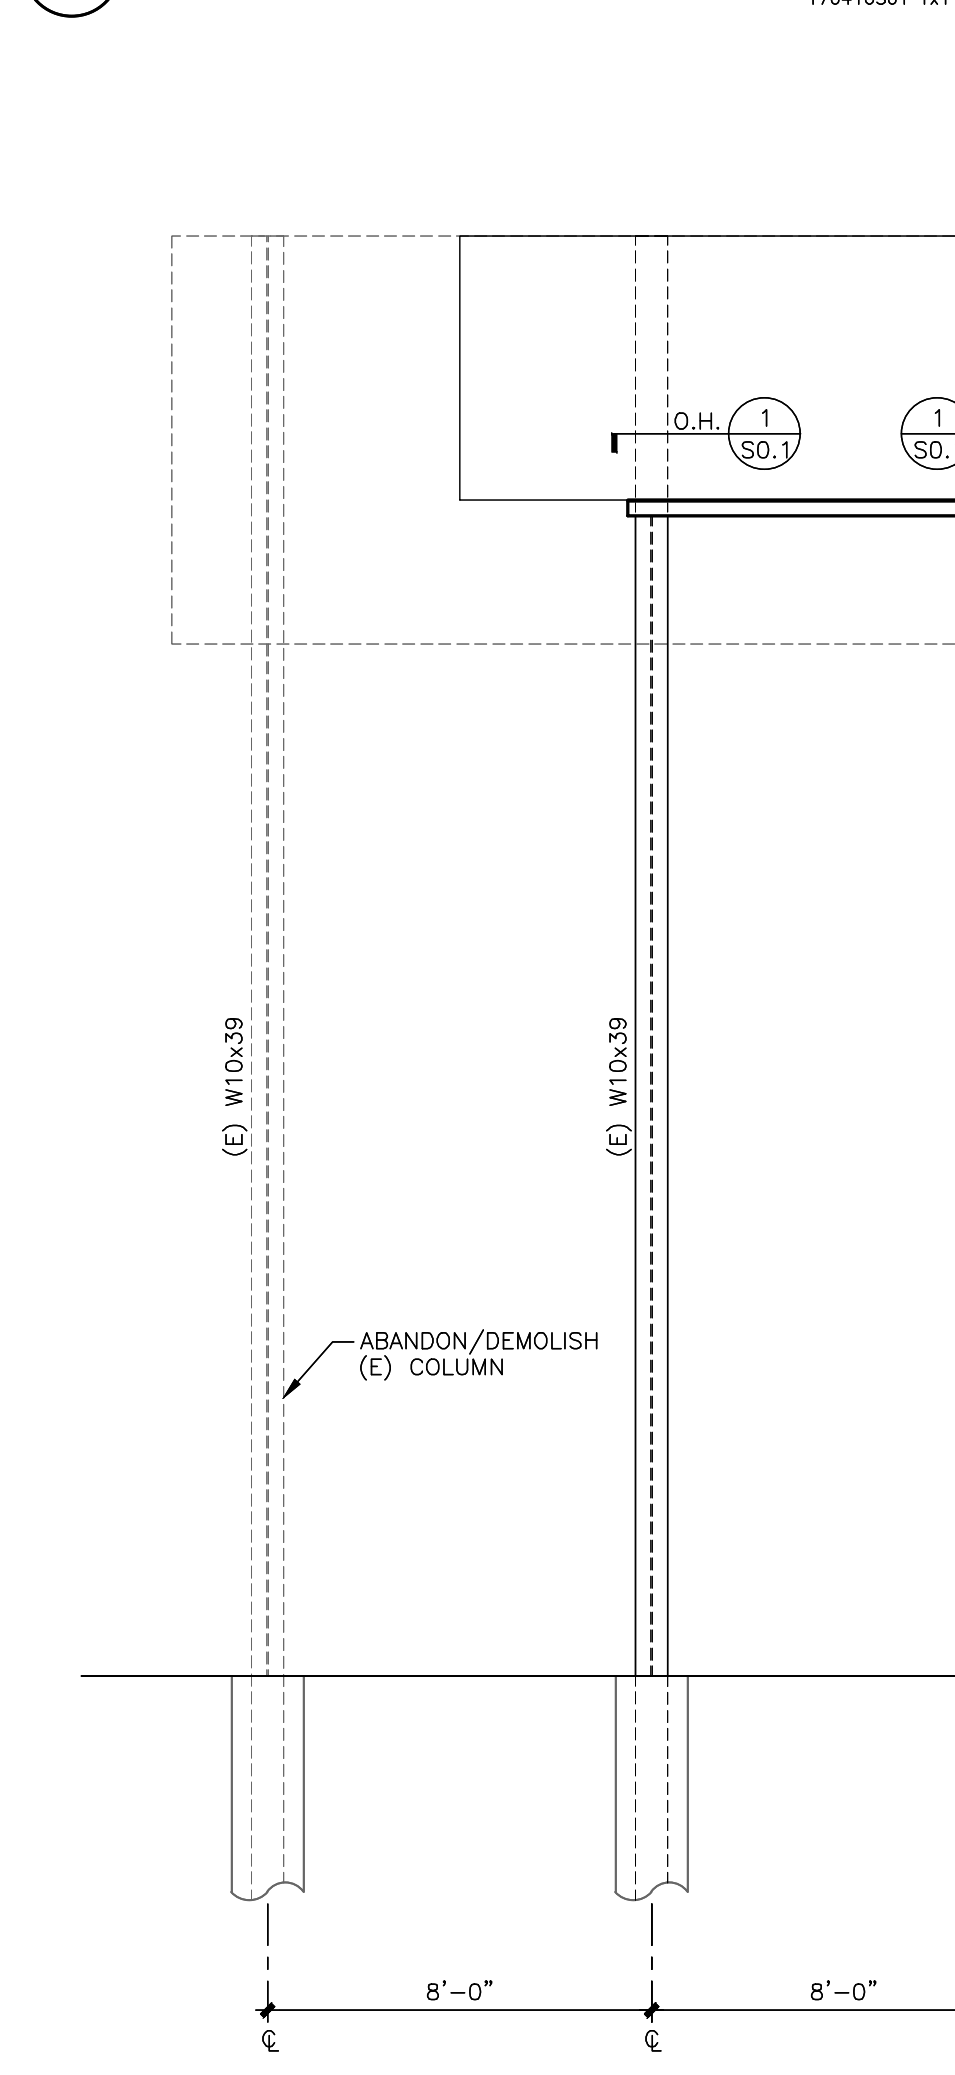 O.H.
1
S0.1
1
S0.
(E) W10x39
(E) W10x39
ABANDON/DEMOLISH
(E) COLUMN
8'-0"
8'-0"
℄
℄